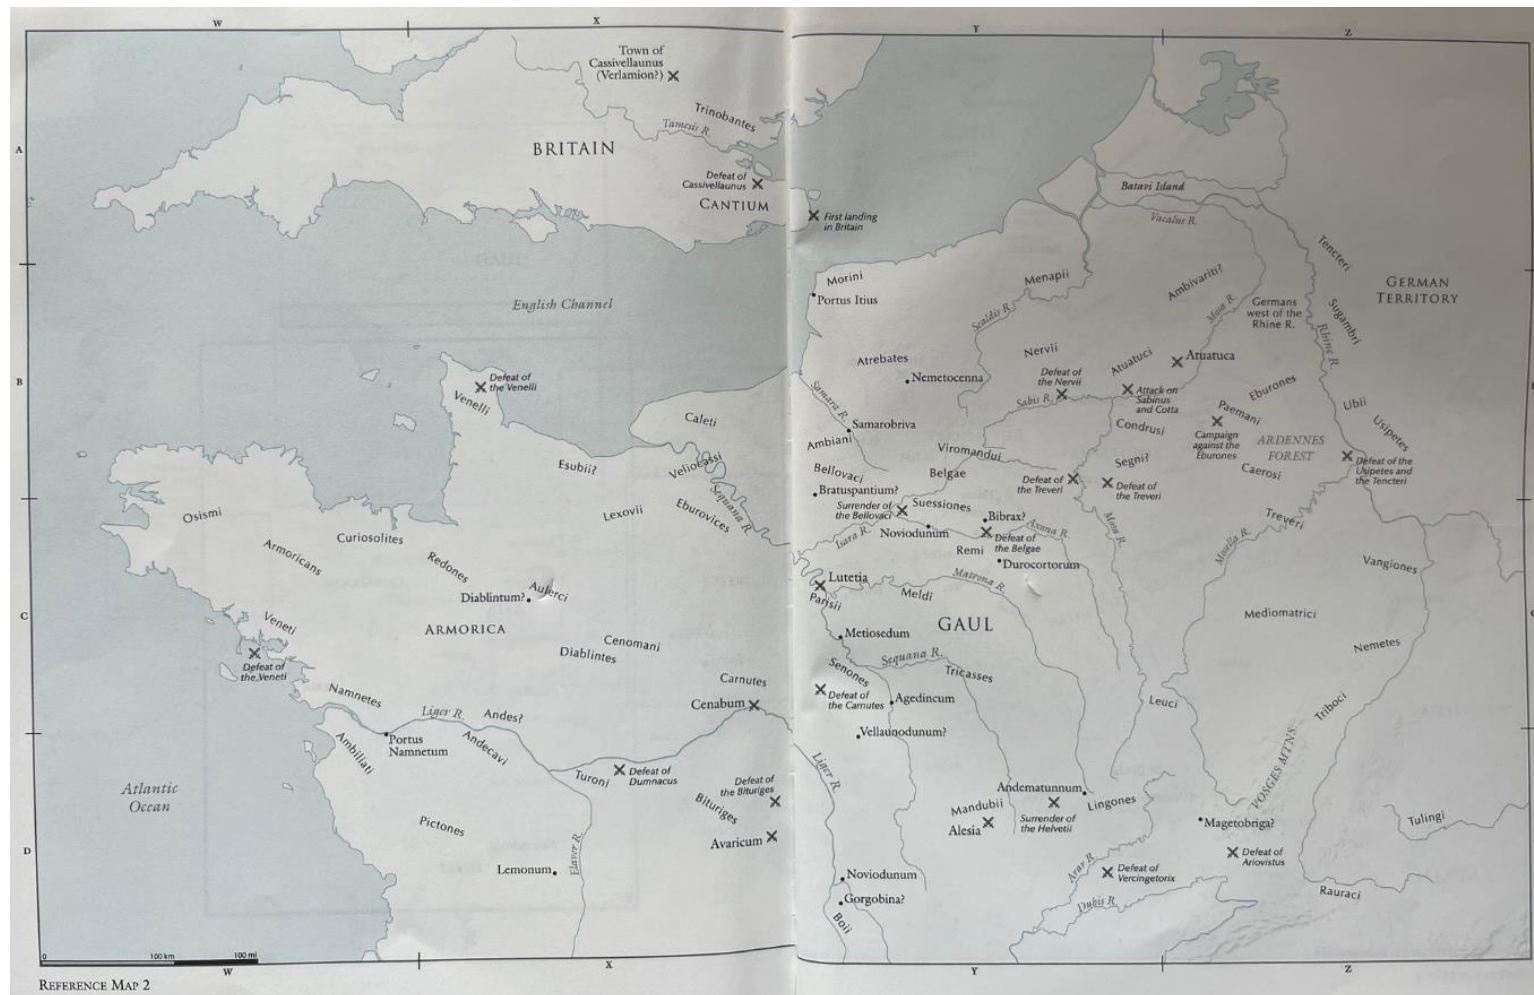 W
X
Y
Z
Town of
Cassivellaunus
(Verlamion?)
Trinobantes
Tamesis R.
A
BRITAIN
Defeat of
Cassivellaunus
CANTIUM
First landing
in Britain
Batavi Island
Vacalus R.
Tencteri
GERMAN
TERRITORY
Morini
Portus Itius
Menapii
Ambivariti?
Scaldis R.
Mosa R.
Germans
west of the
Rhine R.
Sugambri
Rhine R.
English Channel
B
Atrebates
Nemetocenna
Nervii
Defeat of
the Nervii
Sabis R.
Atuatuci
Atuatuca
Attack on
Sabinus
and Cotta
Eburones
Paemani
Campaign
against the
Eburones
ARDENNES
FOREST
Ubii
Usipetes
Defeat of the
Usipetes and
the Tencteri
Defeat of
the Venelli
Venelli
Caleti
Samara R.
Samarobriva
Ambiani
Viromandui
Condrusi
Segni?
Caerosi
Esubii?
Veliocassi
Sequana R.
Bellovaci
Bratuspantium?
Belgae
Defeat of
the Treveri
Defeat of
the Treveri
Surrender of
the Bellovaci
Suessiones
Bibrax?
Axona R.
Mosa R.
Treveri
Mosella R.
Osismi
Lexovii
Eburovices
Curiosolites
Armoricans
Redones
Isara R.
Noviodunum
Defeat of
the Belgae
Remi
Durocortorum
Vangiones
Diablintum?
Aulerci
Lutetia
Parisii
Meldi
Matrona R.
C
Veneti
ARMORICA
Cenomani
Diablintes
Metiosedum
GAUL
Mediomatrici
Nemetes
Defeat of
the Veneti
Sequana R.
Senones
Tricasses
Carnutes
Cenabum
Defeat of
the Carnutes
Agedincum
Leuci
Triboci
Namnetes
Liger R.
Andes?
Portus
Namnetum
Ambiliati
Andecavi
Vellaunodunum?
VOSGES MTNS.
Turoni
Defeat of
Dumnacus
Defeat of
the Bituriges
Bituriges
Liger R.
Andematunnum
Lingones
Mandubii
Alesia
Surrender of
the Helvetii
Magetobriga?
Tulingi
Atlantic
Ocean
Pictones
Avaricum
D
Lemonum
Elaver R.
Noviodunum
Gorgobina?
Boii
Arar R.
Defeat of
Vercingetorix
Dubis R.
Defeat of
Ariovistus
Rauraci
0
100 km
100 mi
W
X
Y
Z
REFERENCE MAP 2